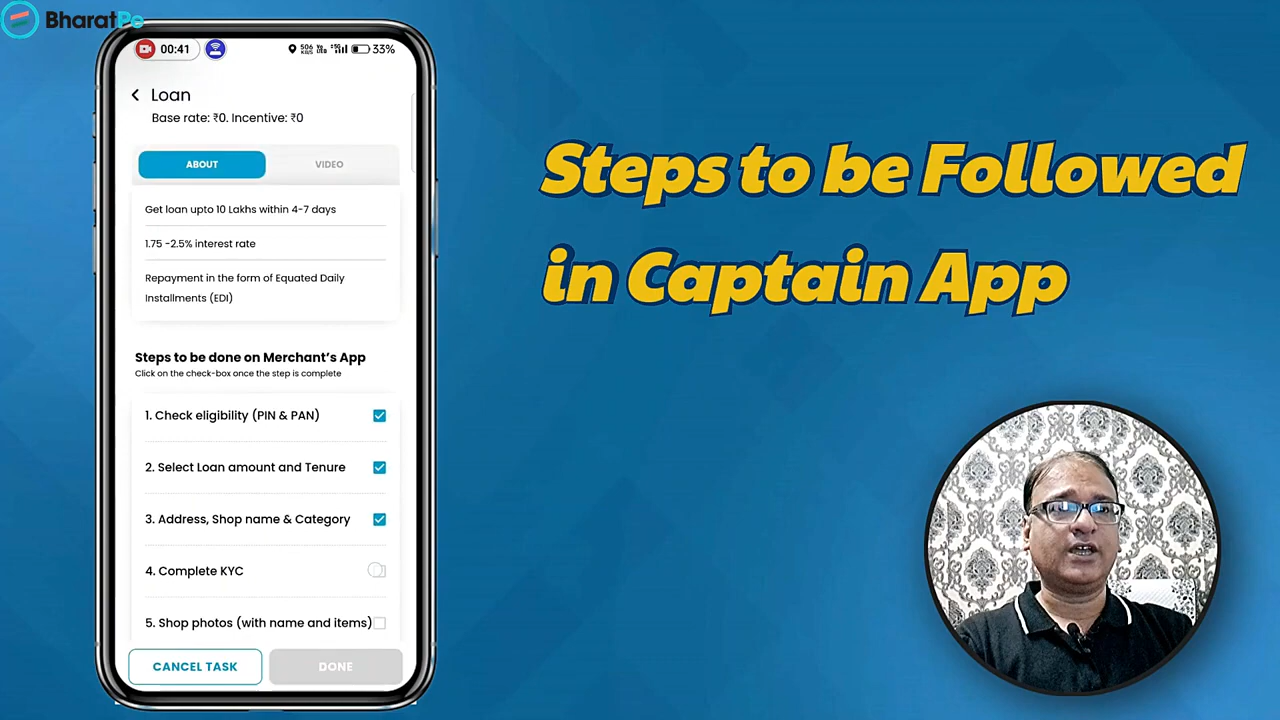 BharatPe
00:41
33%
Loan
Base rate: ₹0. Incentive: ₹0
ABOUT
VIDEO
Get loan upto 10 Lakhs within 4-7 days
1.75 -2.5% interest rate
Repayment in the form of Equated Daily
Installments (EDI)
Steps to be done on Merchant's App
Click on the check-box once the step is complete
1. Check eligibility (PIN & PAN)
2. Select Loan amount and Tenure
3. Address, Shop name & Category
4. Complete KYC
5. Shop photos (with name and items)
CANCEL TASK
DONE
Steps to be Followed
in Captain App